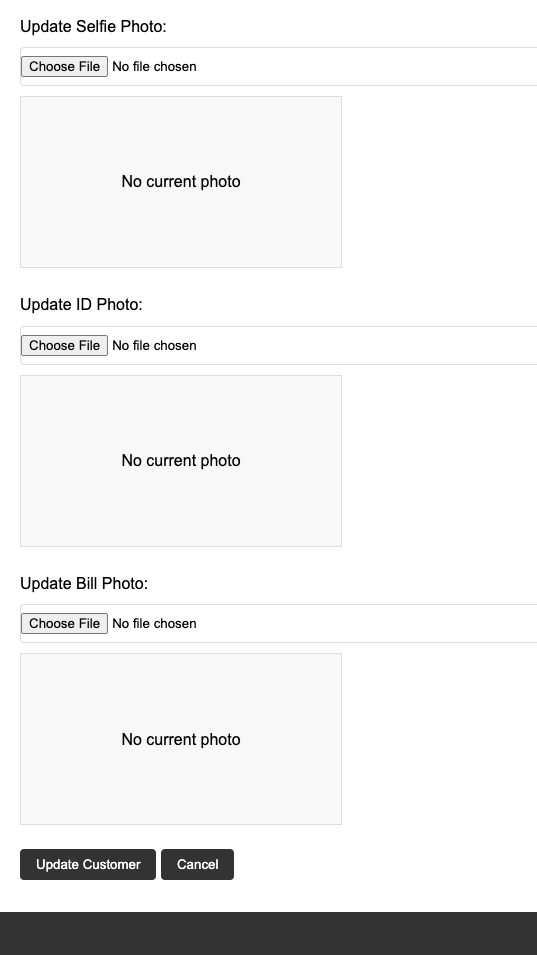 Update Selfie Photo:
Choose File No file chosen
No current photo
Update ID Photo:
Choose File No file chosen
No current photo
Update Bill Photo:
Choose File No file chosen
No current photo
Update Customer Cancel